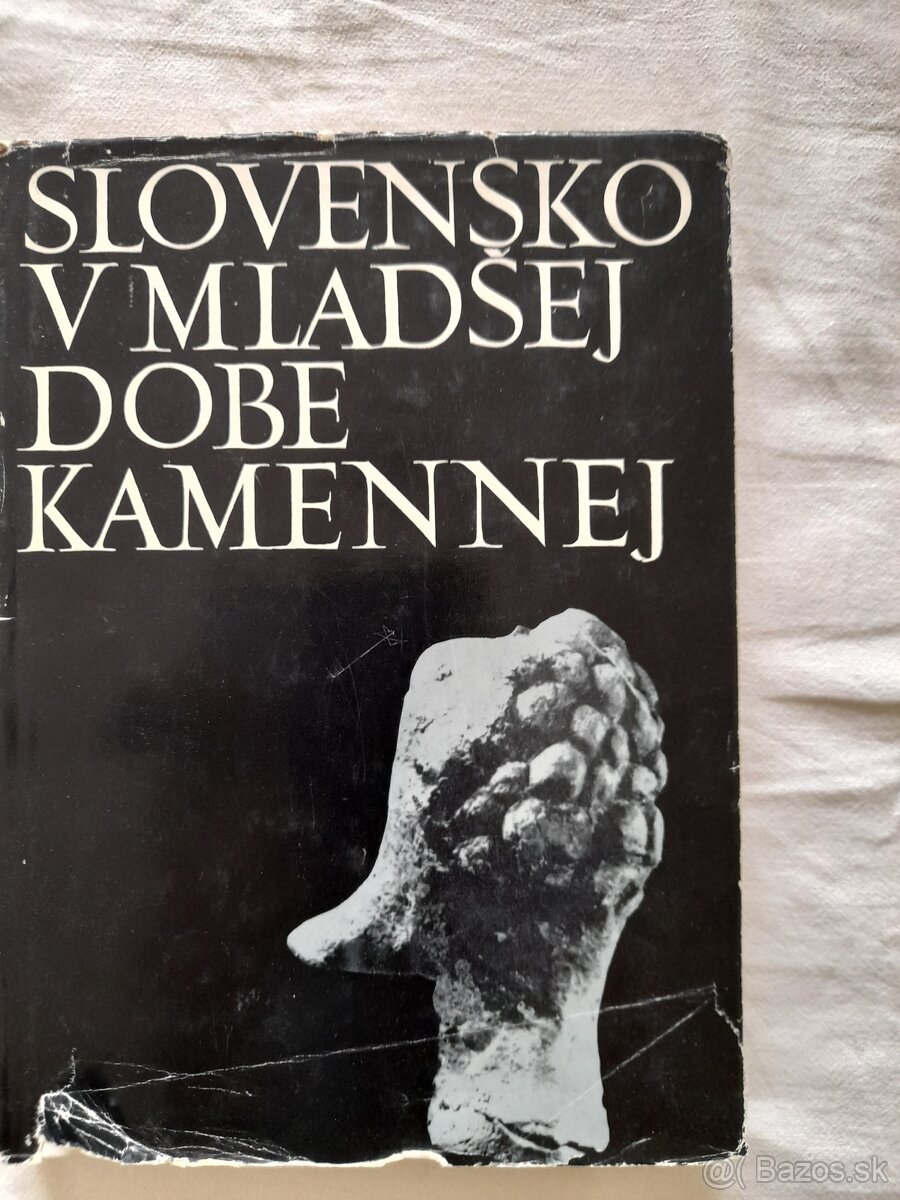 SLOVENSKO
V MLADŠEJ
DOBE
KAMENNEJ
@( Bazos.sk